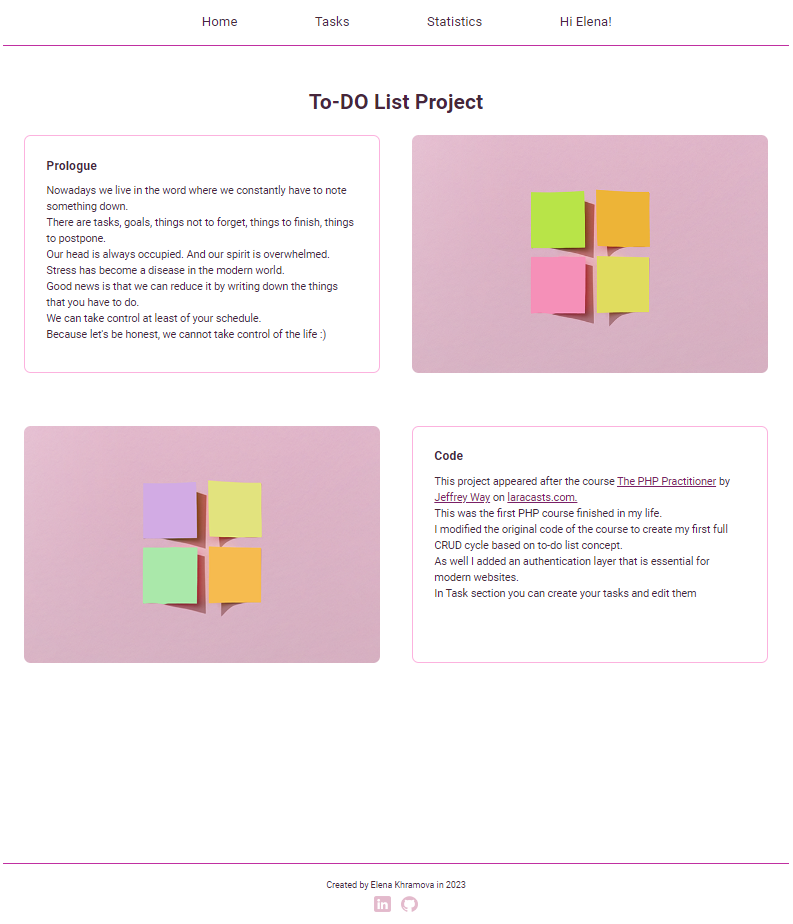 Home Tasks Statistics Hi Elena!
To-DO List Project
Prologue
Nowadays we live in the word where we constantly have to note
something down.
There are tasks, goals, things not to forget, things to finish, things
to postpone.
Our head is always occupied. And our spirit is overwhelmed.
Stress has become a disease in the modern world.
Good news is that we can reduce it by writing down the things
that you have to do.
We can take control at least of your schedule.
Because let's be honest, we cannot take control of the life :)
Code
This project appeared after the course The PHP Practitioner by
Jeffrey Way on laracasts.com.
This was the first PHP course finished in my life.
I modified the original code of the course to create my first full
CRUD cycle based on to-do list concept.
As well I added an authentication layer that is essential for
modern websites.
In Task section you can create your tasks and edit them
Created by Elena Khramova in 2023
in